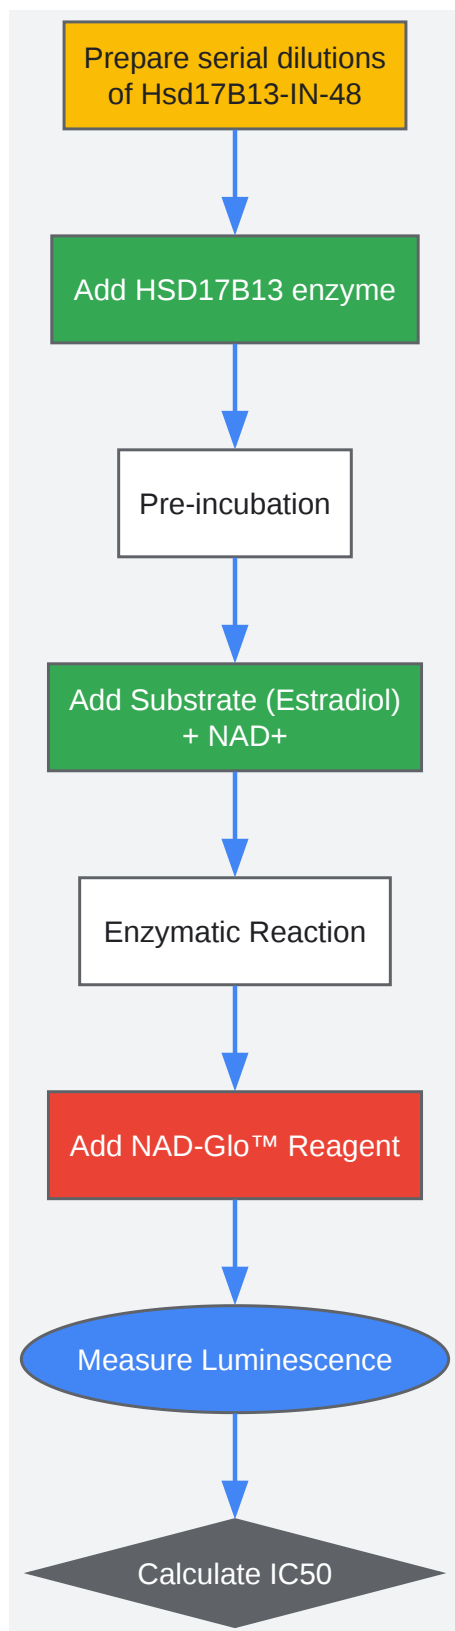 Prepare serial dilutions
of Hsd17B13-IN-48
Add HSD17B13 enzyme
Pre-incubation
Add Substrate (Estradiol)
+ NAD+
Enzymatic Reaction
Add NAD-Glo™ Reagent
Measure Luminescence
Calculate IC50